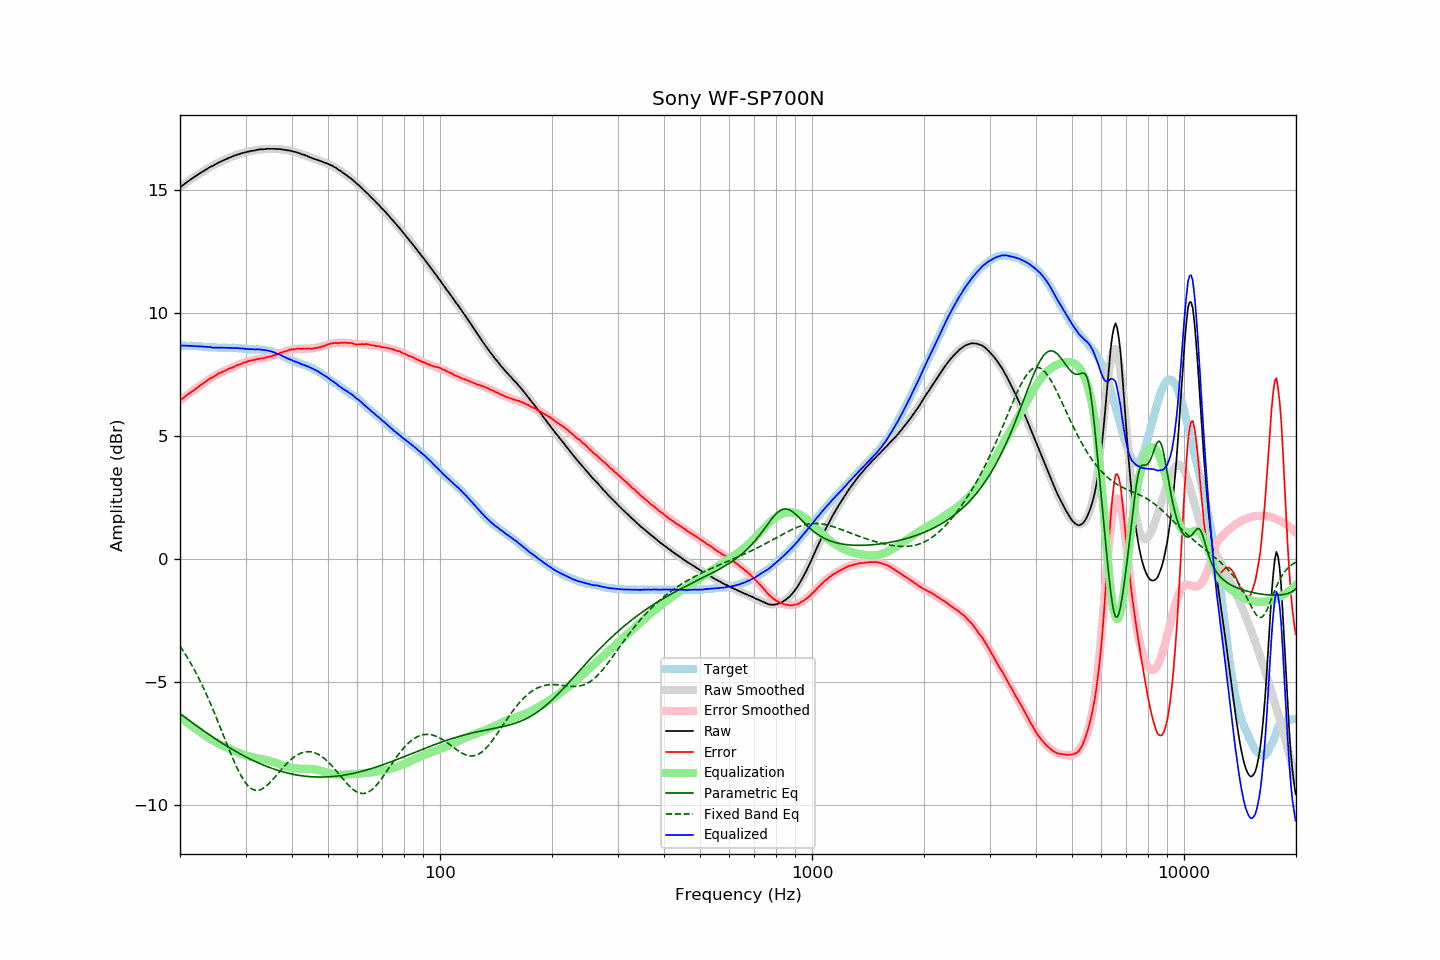 Sony WF-SP700N
Amplitude (dBr)
15
10
5
0
−5
−10
100
1000
10000
Frequency (Hz)
Target
Raw Smoothed
Error Smoothed
Raw
Error
Equalization
Parametric Eq
Fixed Band Eq
Equalized